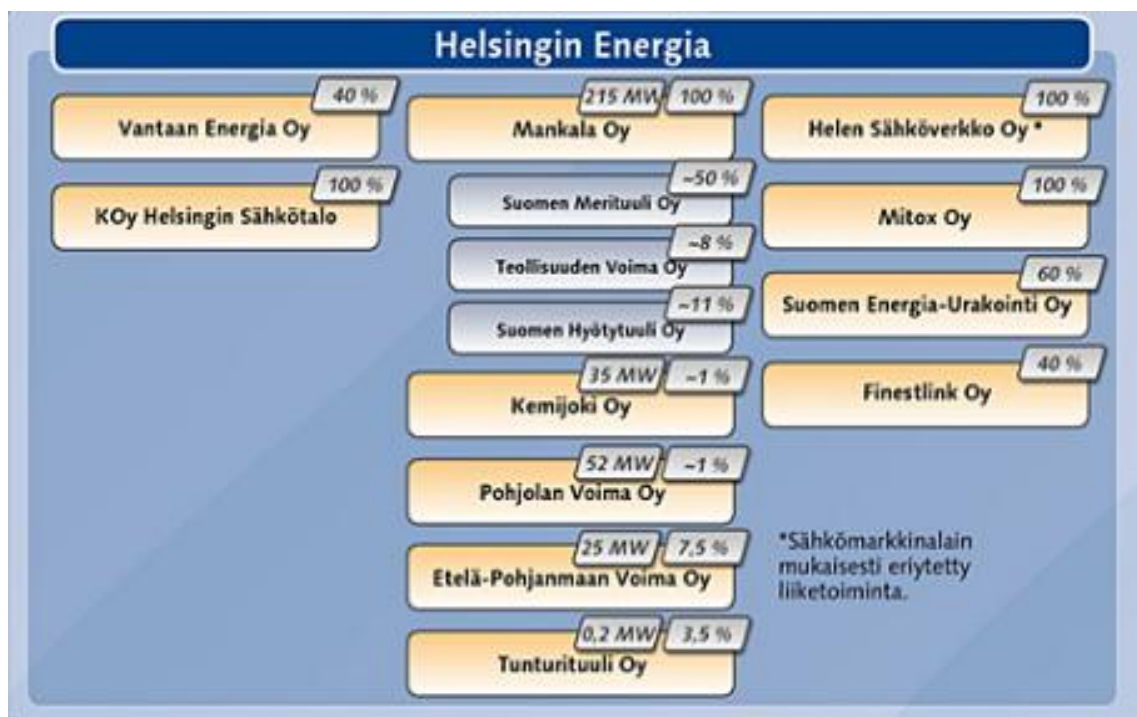 Helsingin Energia
40 %
Vantaan Energia Oy
100 %
KOy Helsingin Sähkötalo
215 MW 100 %
Mankala Oy
~50 %
Suomen Merituuli Oy
~8 %
Teollisuuden Voima Oy
~11 %
Suomen Hyötytuuli Oy
35 MW ~1 %
Kemijoki Oy
52 MW ~1 %
Pohjolan Voima Oy
25 MW 7,5 %
Etelä-Pohjanmaan Voima Oy
0,2 MW 3,5 %
Tunturituuli Oy
100 %
Helen Sähköverkko Oy *
100 %
Mitox Oy
60 %
Suomen Energia-Urakointi Oy
40 %
Finestlink Oy
*Sähkömarkkinalain
mukaisesti eriytetty
liiketoiminta.